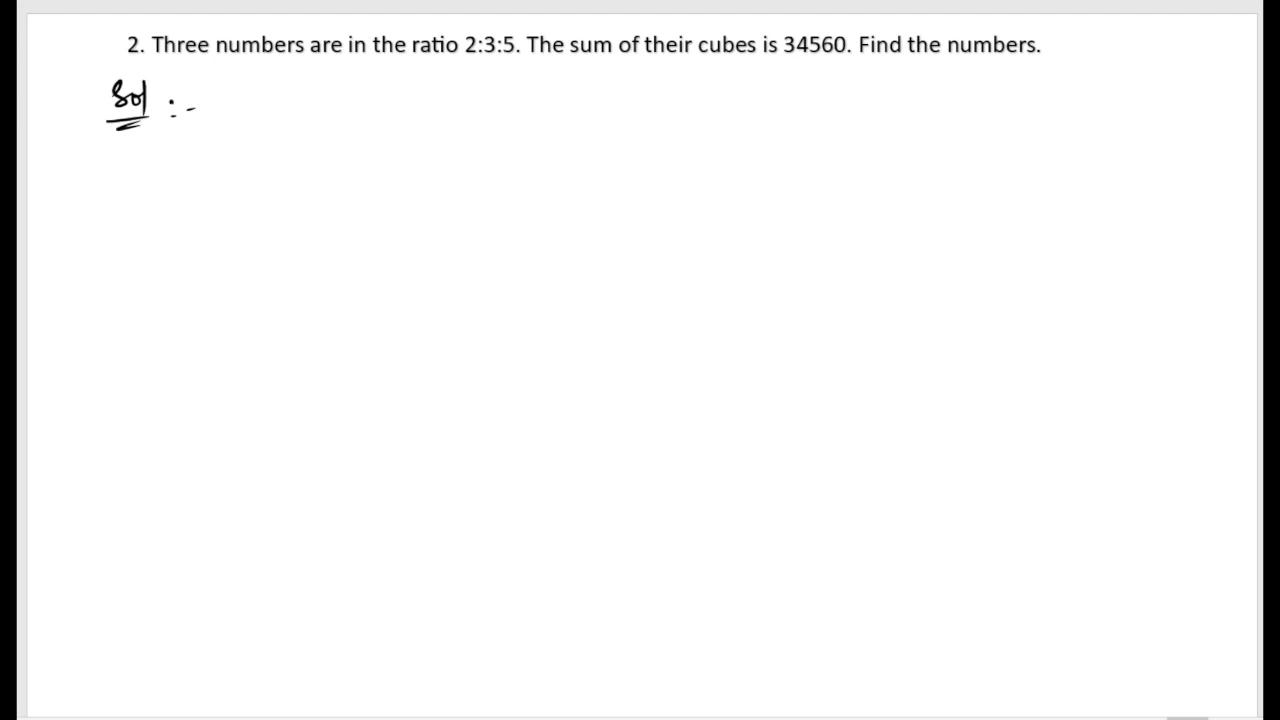 2. Three numbers are in the ratio 2:3:5. The sum of their cubes is 34560. Find the numbers.
Sol :-